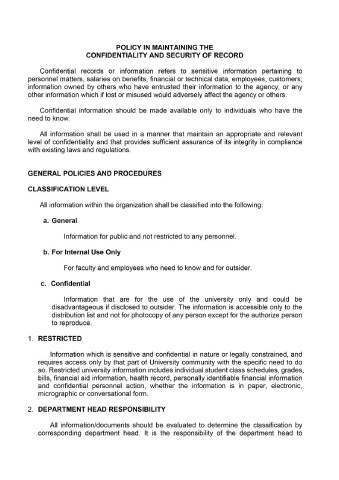 POLICY IN MAINTAINING THE
CONFIDENTIALITY AND SECURITY OF RECORD
Confidential records or information refers to sensitive information pertaining to
personnel matters, salaries on benefits, financial or technical data, employees, customers;
information owned by others who have entrusted their information to the agency; or any
other information which if lost or misused would adversely affect the agency or others.
Confidential information should be made available only to individuals who have the
need to know.
All information shall be used in a manner that maintain an appropriate and relevant
level of confidentiality and that provides sufficient assurance of its integrity in compliance
with existing laws and regulations.
GENERAL POLICIES AND PROCEDURES
CLASSIFICATION LEVEL
All information within the organization shall be classified into the following:
a. General
Information for public and not restricted to any personnel.
b. For Internal Use Only
For faculty and employees who need to know and for outsider.
c. Confidential
Information that are for the use of the university only and could be
disadvantageous if disclosed to outsider. The information is accessible only to the
distribution list and not for photocopy of any person except for the authorize person
to reproduce.
1. RESTRICTED
Information which is sensitive and confidential in nature or legally constrained, and
requires access only by that part of University community with the specific need to do
so. Restricted university information includes individual student class schedules, grades,
bills, financial aid information, health record, personally identifiable financial information
and confidential personnel action, whether the information is in paper, electronic,
micrographic or conversational form.
2. DEPARTMENT HEAD RESPONSIBILITY
All information/documents should be evaluated to determine the classification by
corresponding department head. It is the responsibility of the department head to